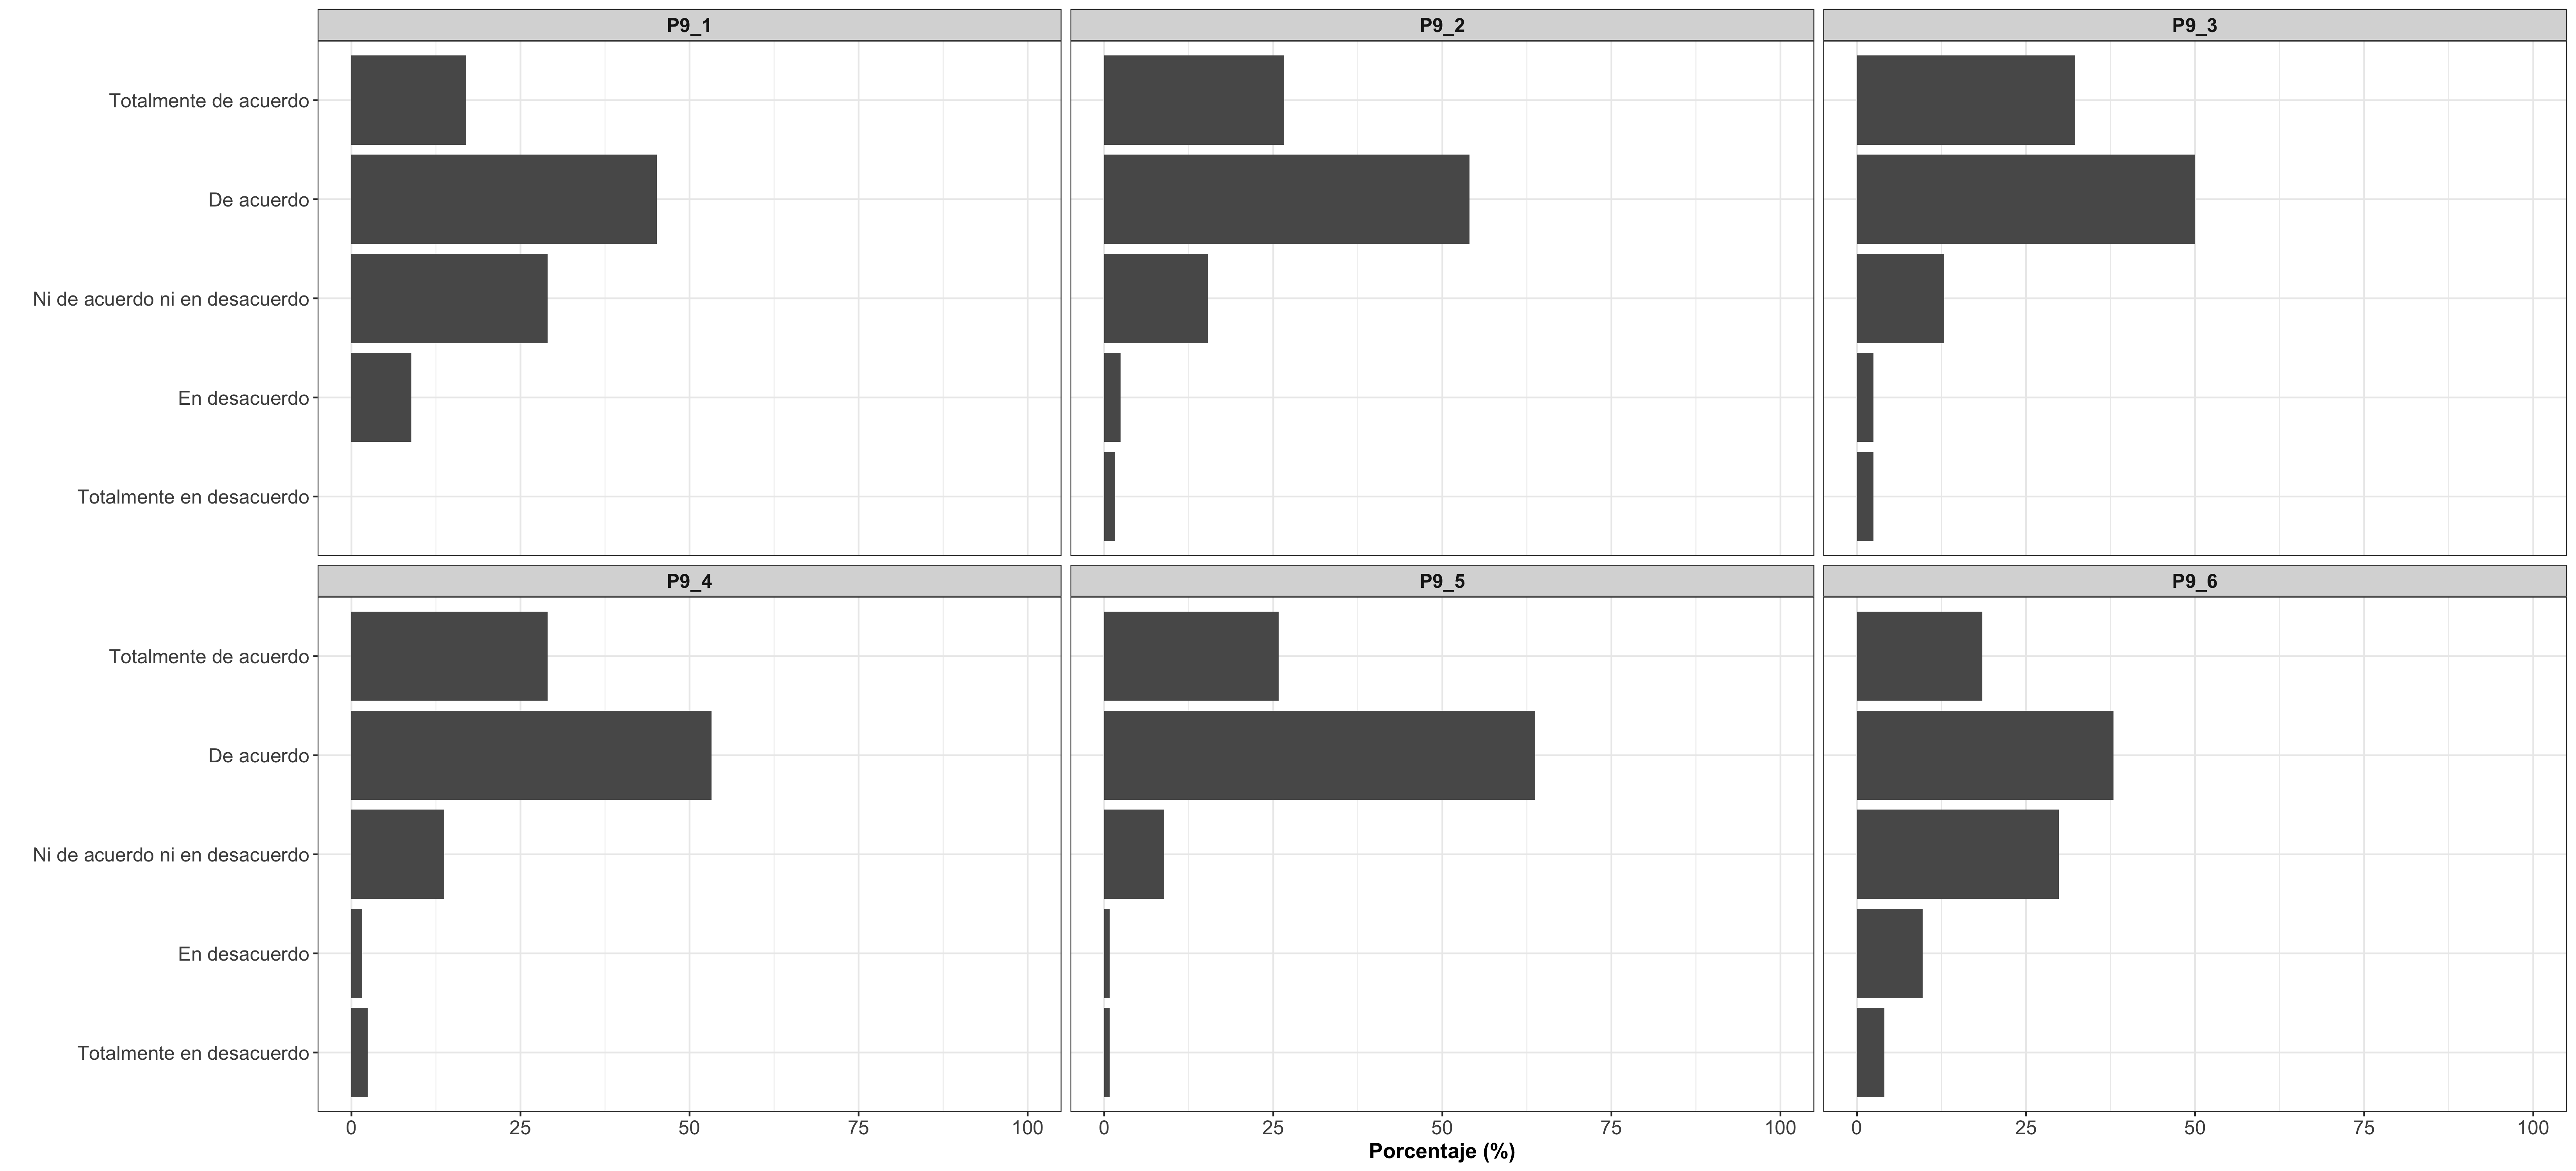 P9_1 P9_2 P9_3
Totalmente de acuerdo
De acuerdo
Ni de acuerdo ni en desacuerdo
En desacuerdo
Totalmente en desacuerdo
P9_4 P9_5 P9_6
Totalmente de acuerdo
De acuerdo
Ni de acuerdo ni en desacuerdo
En desacuerdo
Totalmente en desacuerdo
0 25 50 75 100 0 25 50 75 100 0 25 50 75 100
Porcentaje (%)